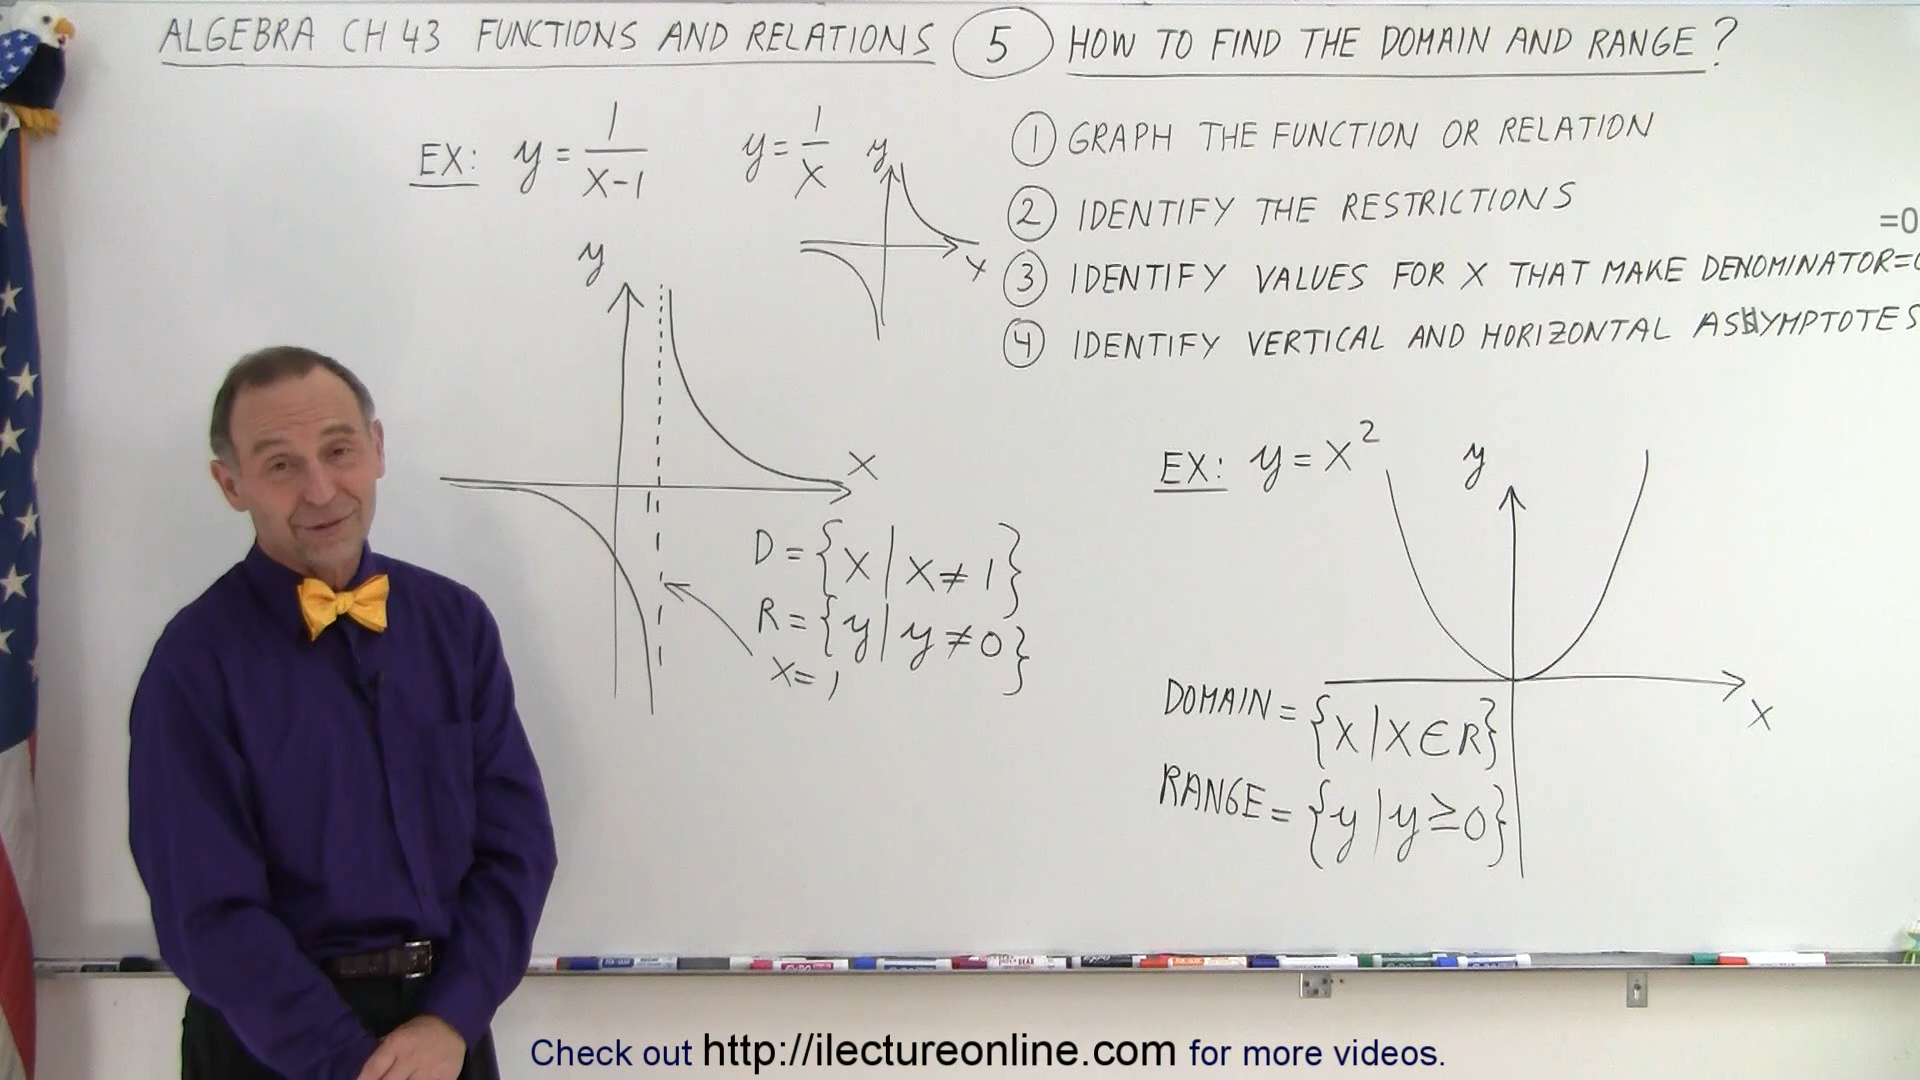 ALGEBRA CH 43 FUNCTIONS AND RELATIONS 5 HOW TO FIND THE DOMAIN AND RANGE?
EX: y = 1/(x-1)
y = 1/x
y
x
y
x
1
D = {x | x ≠ 1}
R = {y | y ≠ 0}
x = 1
1 GRAPH THE FUNCTION OR RELATION
2 IDENTIFY THE RESTRICTIONS
=0
3 IDENTIFY VALUES FOR X THAT MAKE DENOMINATOR=0
4 IDENTIFY VERTICAL AND HORIZONTAL ASYMPTOTES
EX: y = x²
y
x
DOMAIN = {x | x ∈ R}
RANGE = {y | y ≥ 0}
Check out http://ilectureonline.com for more videos.